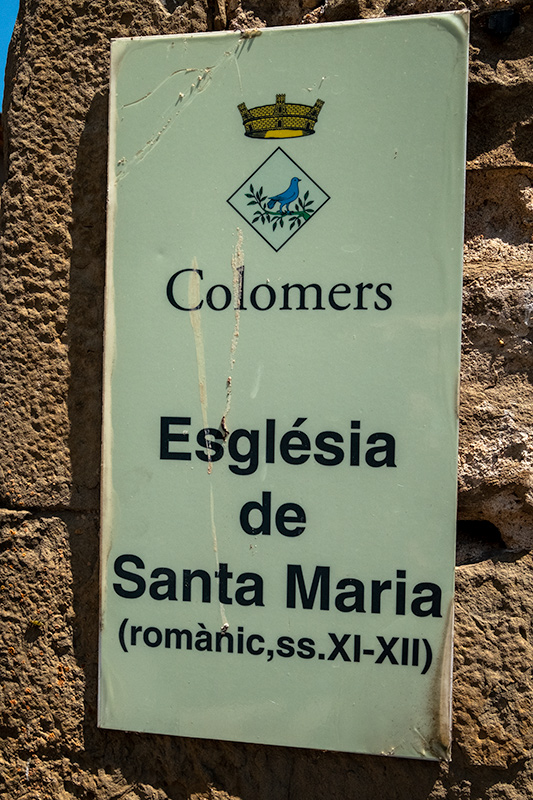 Colomers
Església
de
Santa Maria
(romànic,ss.XI-XII)